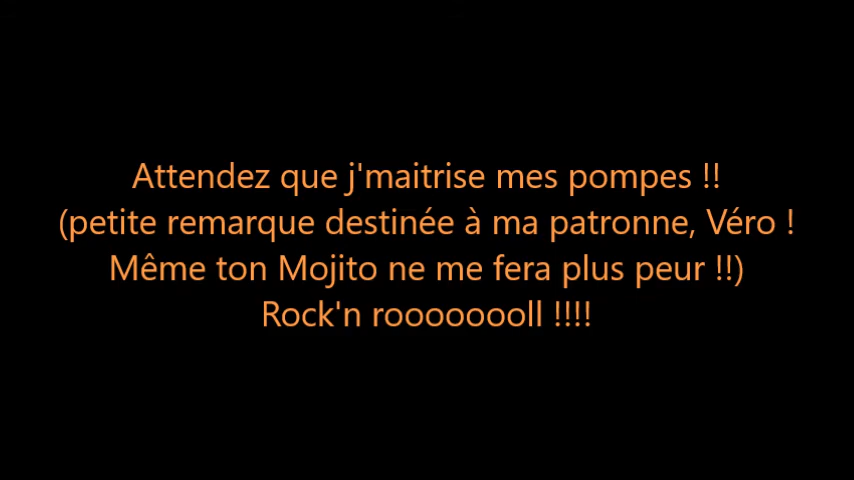 Attendez que j'maitrise mes pompes !!
(petite remarque destinée à ma patronne, Véro !
Même ton Mojito ne me fera plus peur !!)
Rock'n roooooooll !!!!